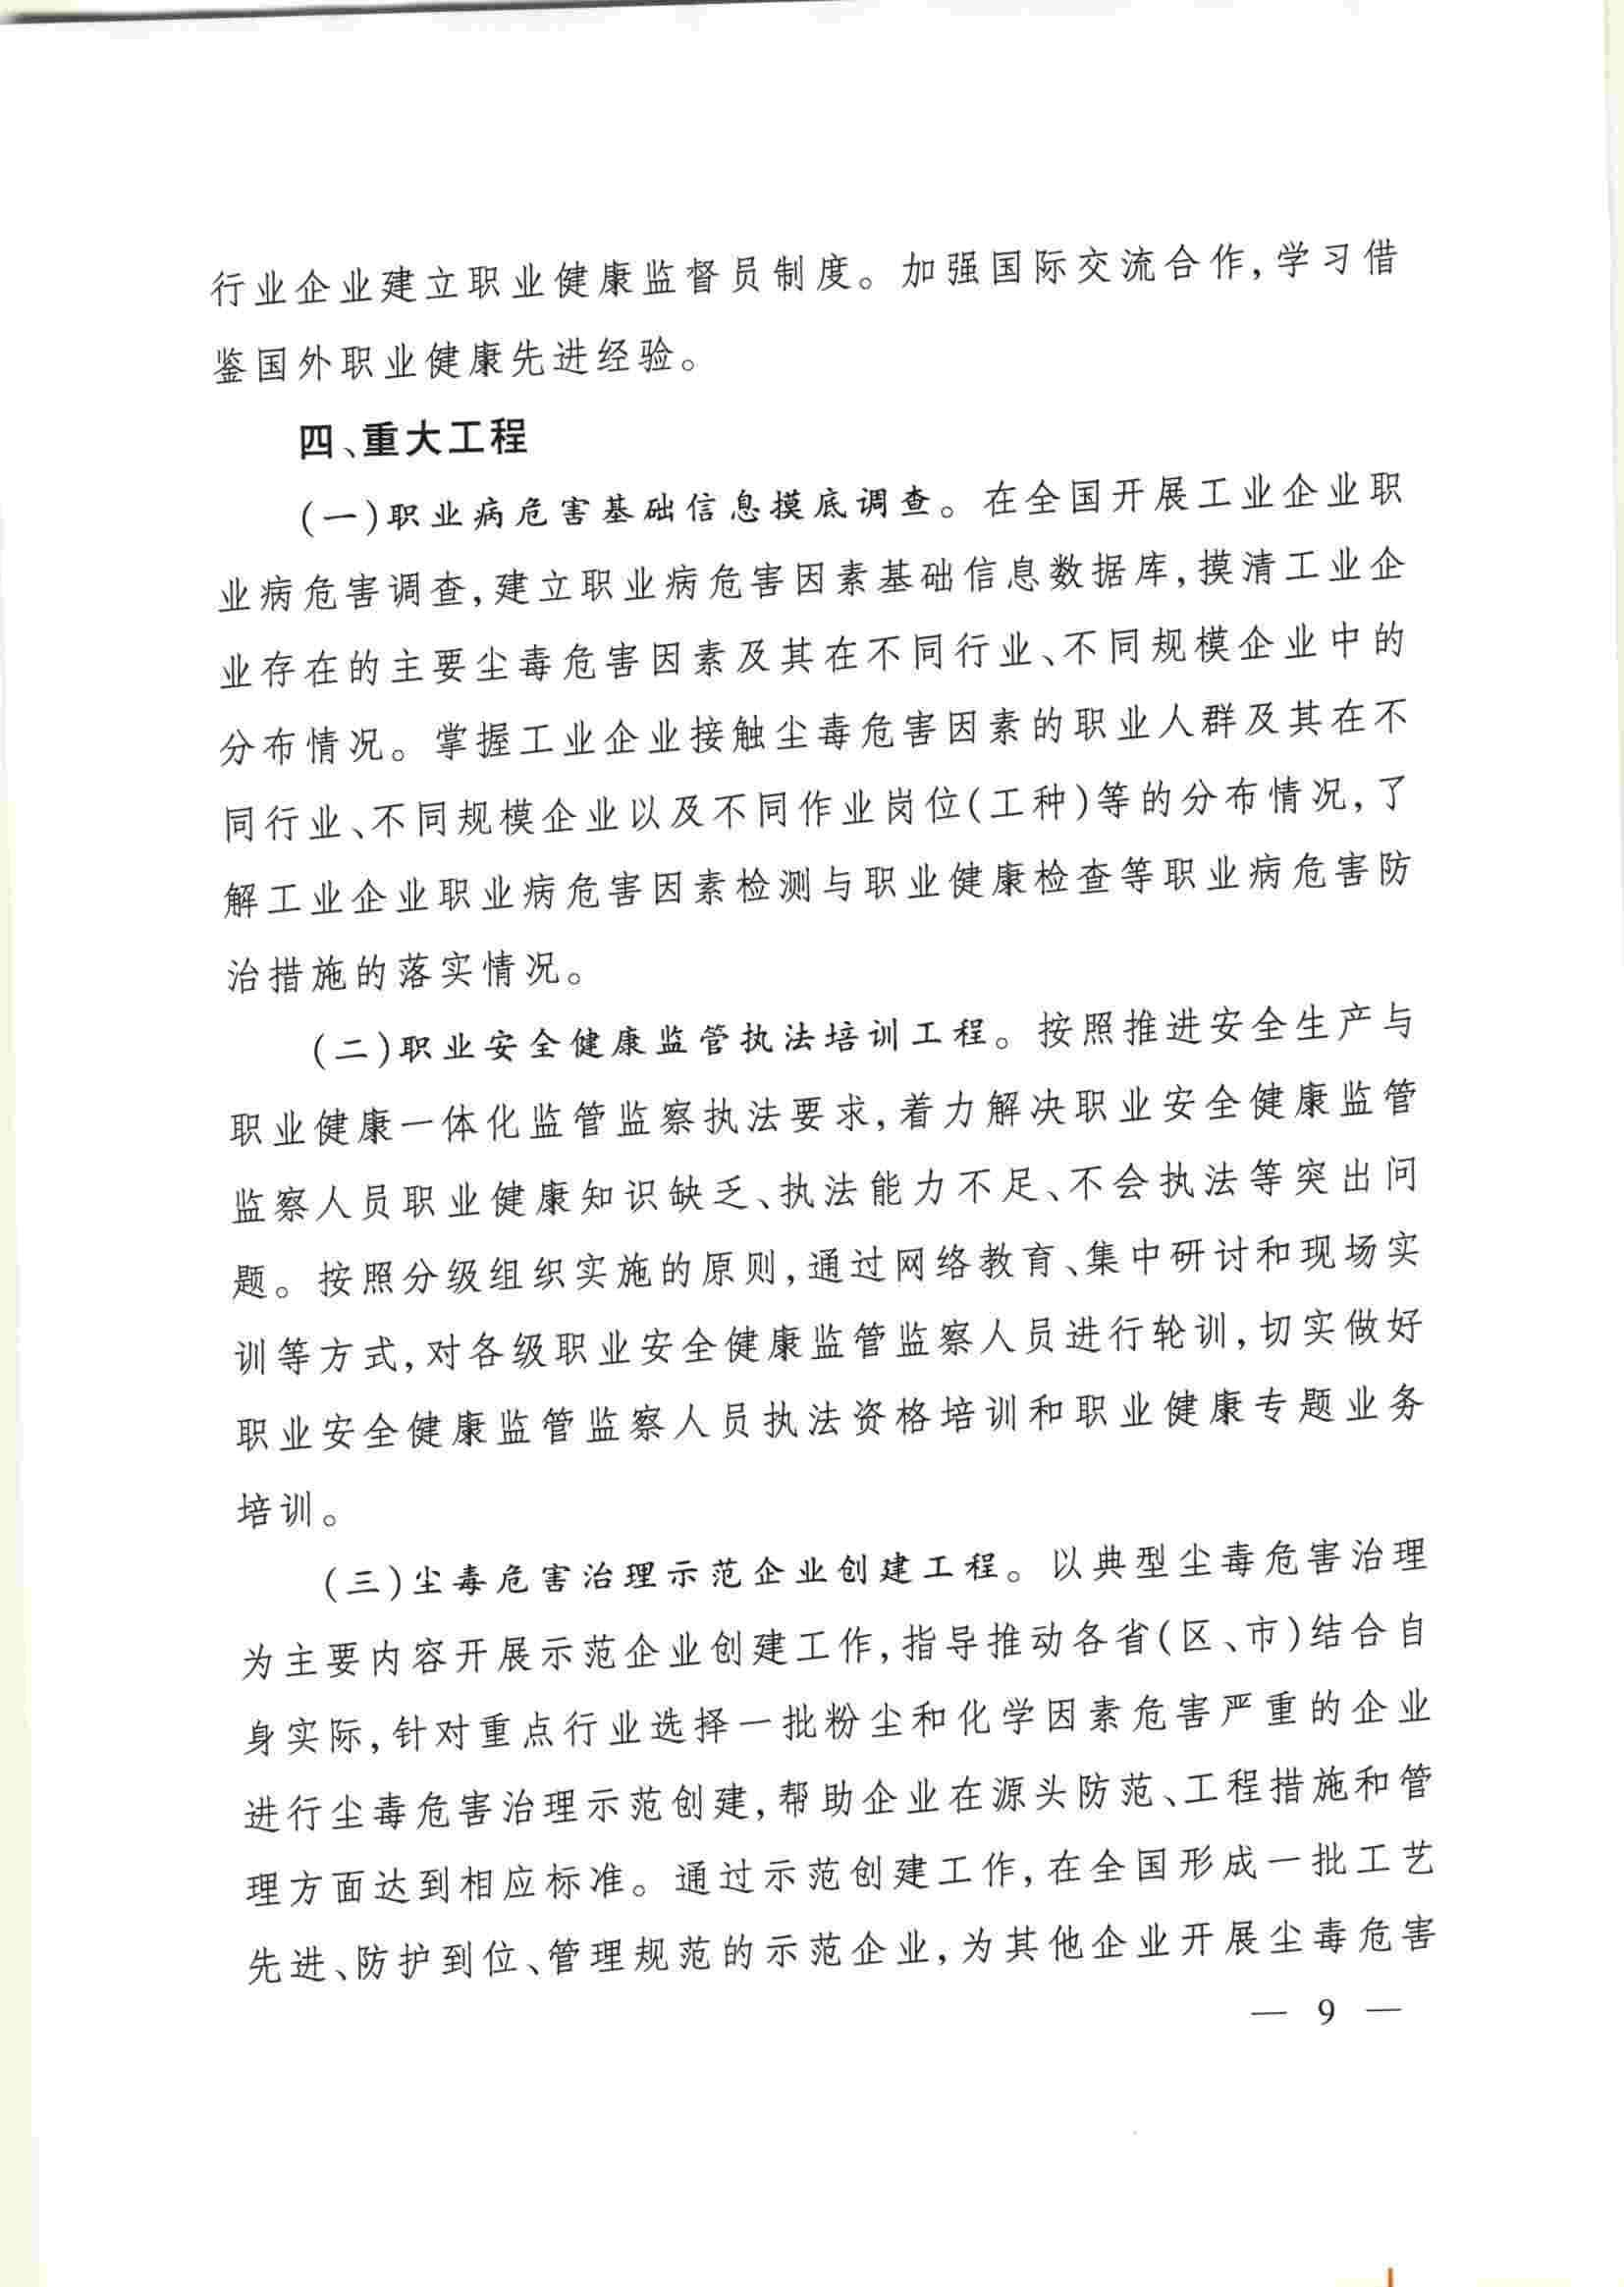 行业企业建立职业健康监督员制度。加强国际交流合作,学习借
鉴国外职业健康先进经验。
四、重大工程
(一)职业病危害基础信息摸底调查。在全国开展工业企业职
业病危害调查,建立职业病危害因素基础信息数据库,摸清工业企
业存在的主要尘毒危害因素及其在不同行业、不同规模企业中的
分布情况。掌握工业企业接触尘毒危害因素的职业人群及其在不
同行业、不同规模企业以及不同作业岗位(工种)等的分布情况,了
解工业企业职业病危害因素检测与职业健康检查等职业病危害防
治措施的落实情况。
(二)职业安全健康监管执法培训工程。按照推进安全生产与
职业健康一体化监管监察执法要求,着力解决职业安全健康监管
监察人员职业健康知识缺乏、执法能力不足、不会执法等突出问
题。按照分级组织实施的原则,通过网络教育、集中研讨和现场实
训等方式,对各级职业安全健康监管监察人员进行轮训,切实做好
职业安全健康监管监察人员执法资格培训和职业健康专题业务
培训。
(三)尘毒危害治理示范企业创建工程。以典型尘毒危害治理
为主要内容开展示范企业创建工作,指导推动各省(区、市)结合自
身实际,针对重点行业选择一批粉尘和化学因素危害严重的企业
进行尘毒危害治理示范创建,帮助企业在源头防范、工程措施和管
理方面达到相应标准。通过示范创建工作,在全国形成一批工艺
先进、防护到位、管理规范的示范企业,为其他企业开展尘毒危害
— 9 —